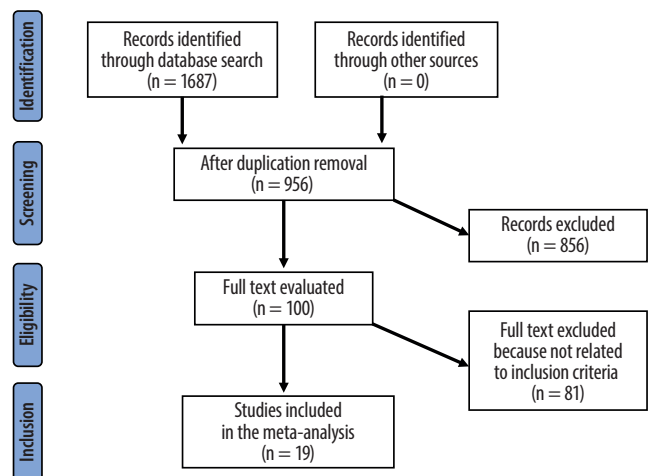 Identification
Records identified
through database search
(n = 1687)
Records identified
through other sources
(n = 0)
Screening
After duplication removal
(n = 956)
Records excluded
(n = 856)
Eligibility
Full text evaluated
(n = 100)
Full text excluded
because not related
to inclusion criteria
(n = 81)
Inclusion
Studies included
in the meta-analysis
(n = 19)